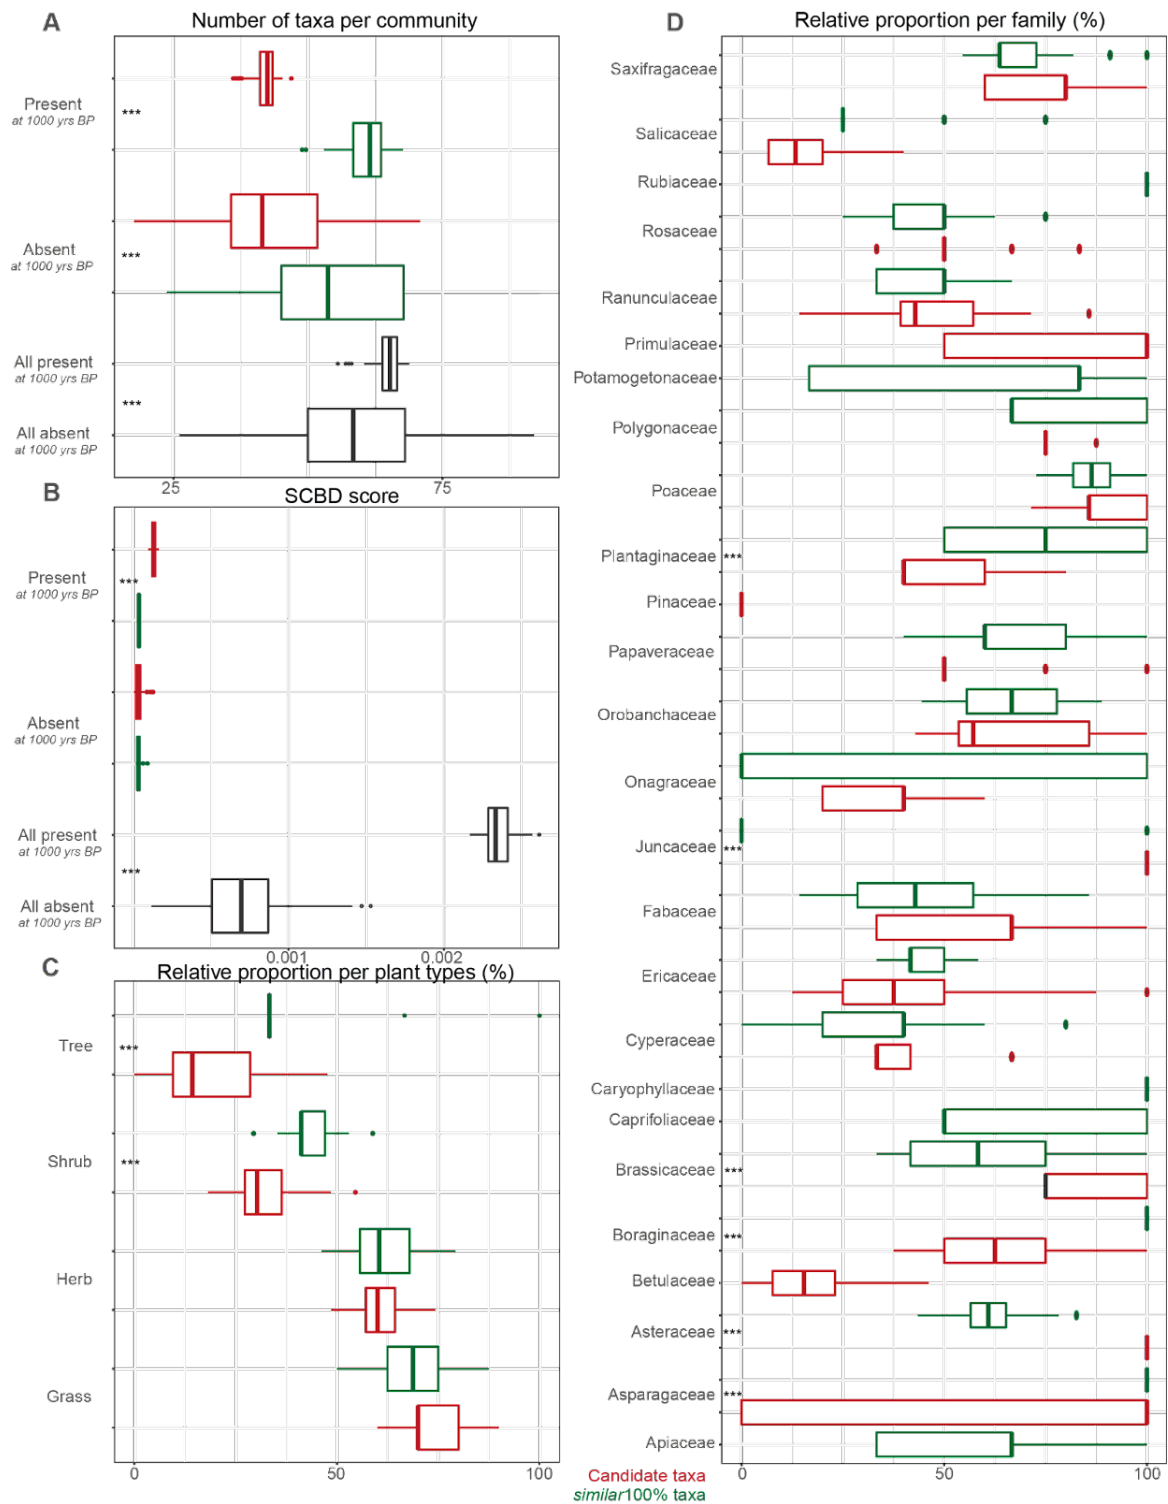 A
Number of taxa per community
Present
at 1000 yrs BP
***
Absent
at 1000 yrs BP
***
All present
at 1000 yrs BP
***
All absent
at 1000 yrs BP
25
75
B
SCBD score
Present
at 1000 yrs BP
***
Absent
at 1000 yrs BP
All present
at 1000 yrs BP
***
All absent
at 1000 yrs BP
0.001
0.002
C
Relative proportion per plant types (%)
Tree
***
Shrub
***
Herb
Grass
0
50
100
D
Relative proportion per family (%)
Saxifragaceae
Salicaceae
Rubiaceae
Rosaceae
Ranunculaceae
Primulaceae
Potamogetonaceae
Polygonaceae
Poaceae
Plantaginaceae ***
Pinaceae
Papaveraceae
Orobanchaceae
Onagraceae
Juncaceae ***
Fabaceae
Ericaceae
Cyperaceae
Caryophyllaceae
Caprifoliaceae
Brassicaceae ***
Boraginaceae ***
Betulaceae
Asteraceae ***
Asparagaceae ***
Apiaceae
0
50
100
Candidate taxa
similar100% taxa